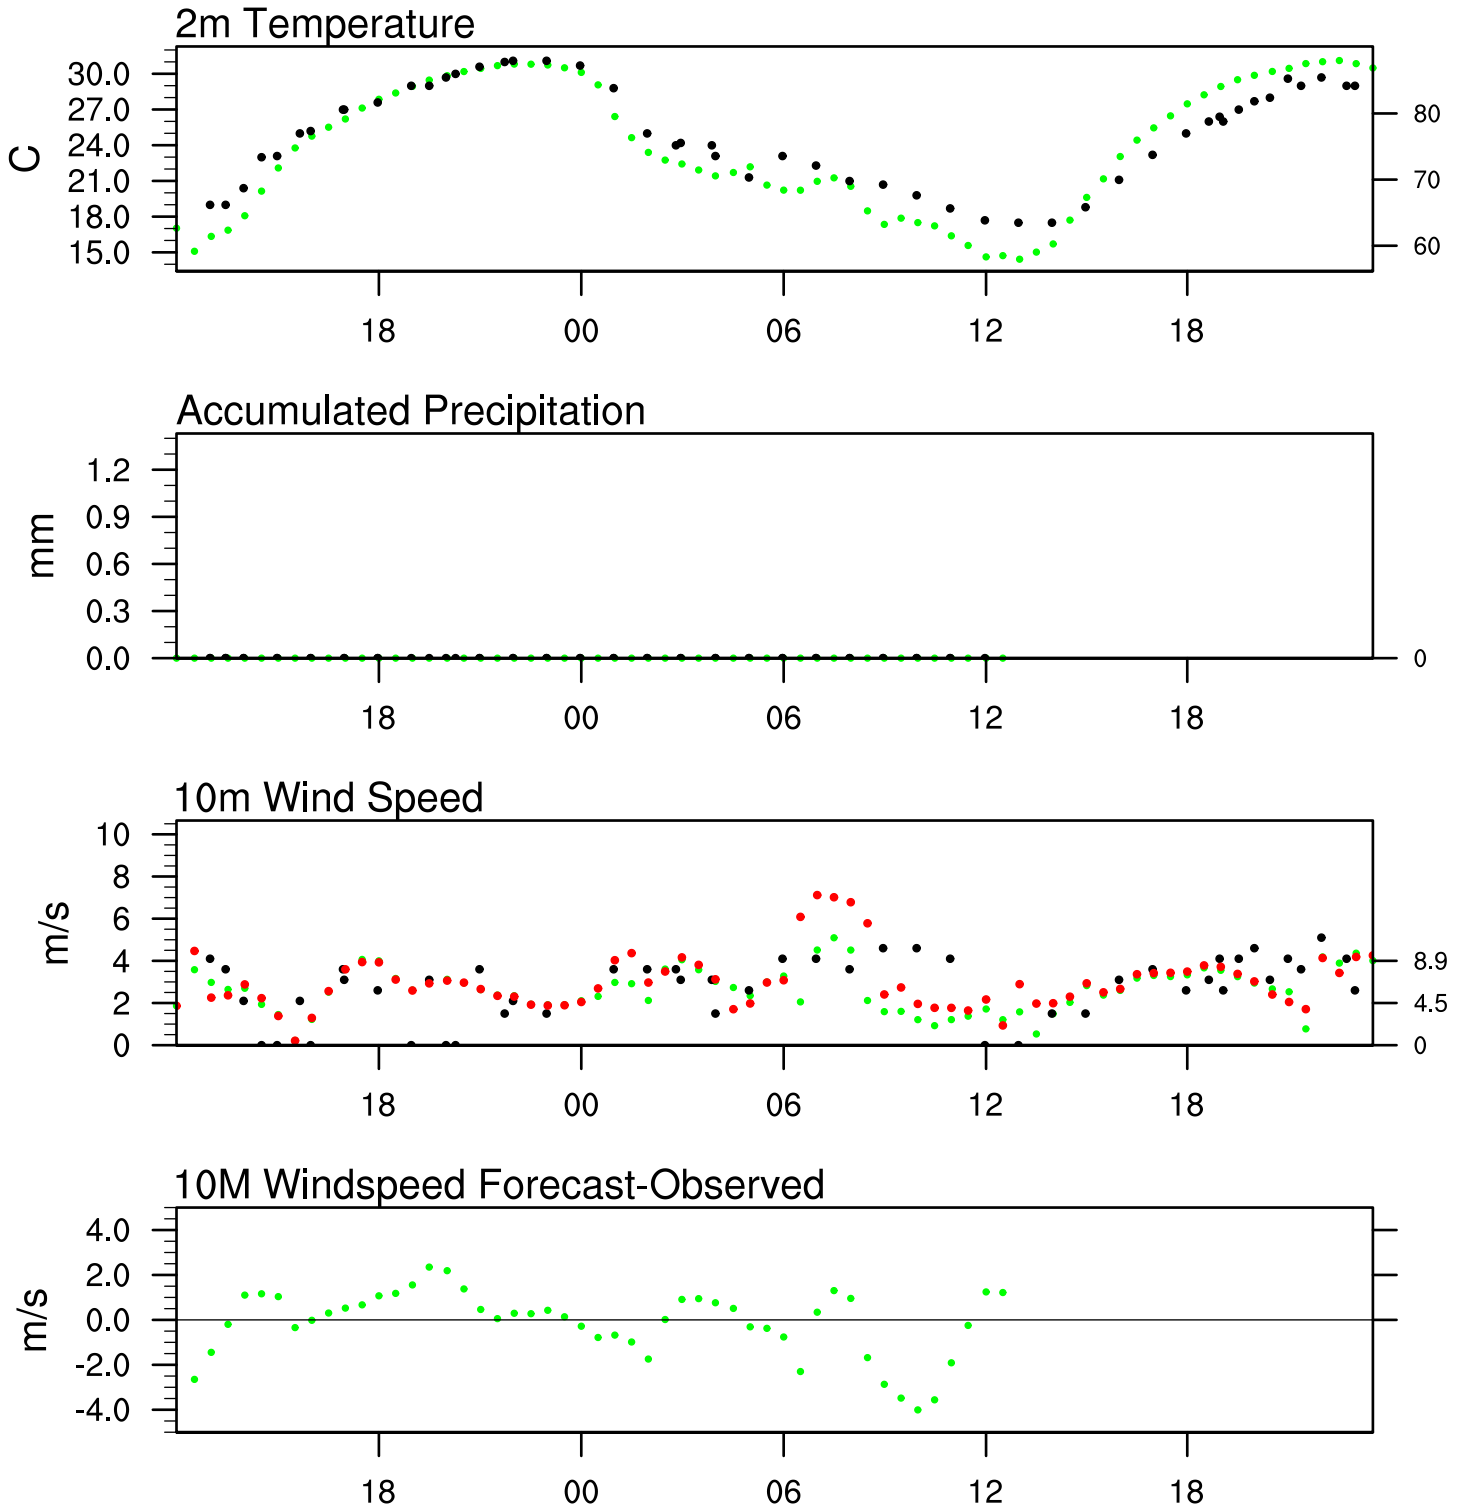 2m Temperature
30.0
27.0
24.0
21.0
18.0
15.0
C
80
70
60
18 00 06 12 18
Accumulated Precipitation
1.2
0.9
0.6
0.3
0.0
mm
0
18 00 06 12 18
10m Wind Speed
10
8
6
4
2
0
m/s
8.9
4.5
0
18 00 06 12 18
10M Windspeed Forecast-Observed
4.0
2.0
0.0
-2.0
-4.0
m/s
18 00 06 12 18